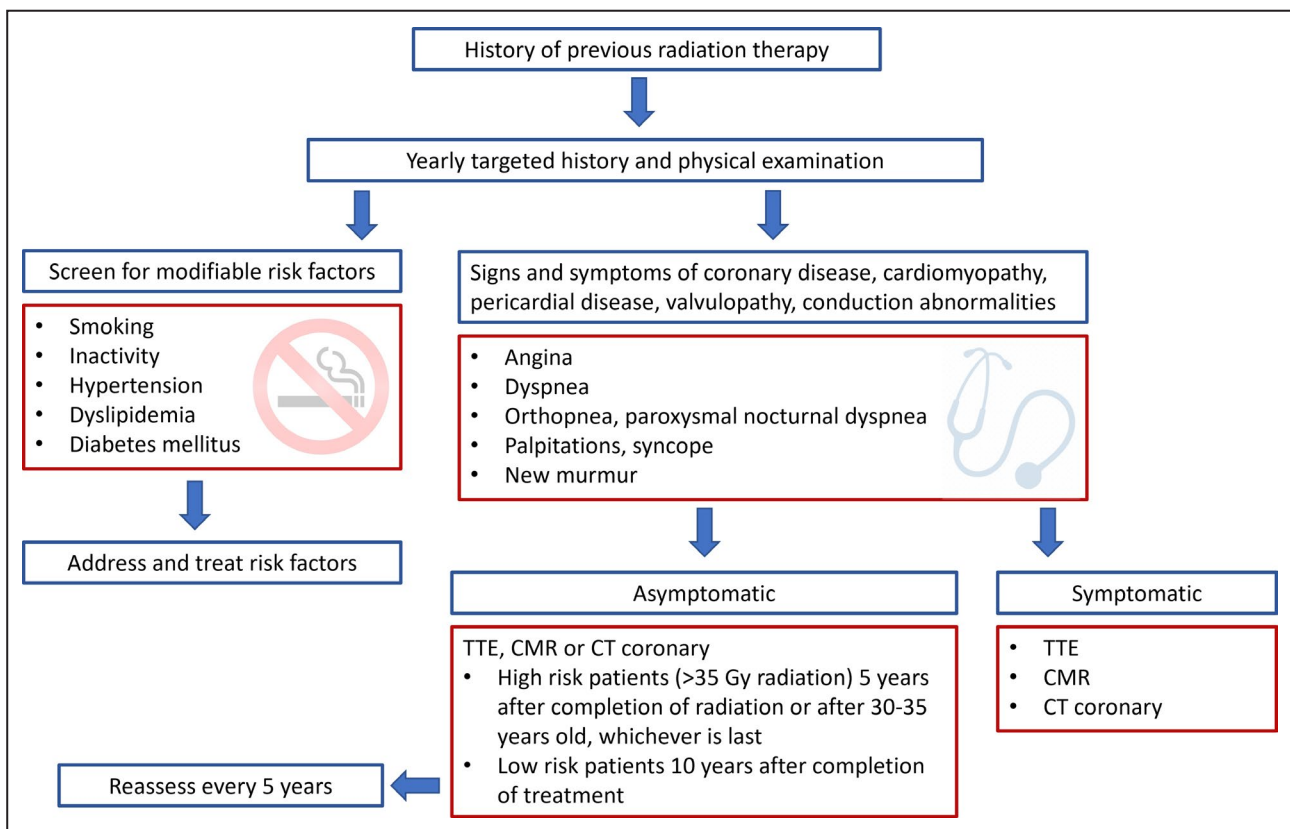 History of previous radiation therapy
Yearly targeted history and physical examination
Screen for modifiable risk factors
• Smoking
• Inactivity
• Hypertension
• Dyslipidemia
• Diabetes mellitus
Address and treat risk factors
Signs and symptoms of coronary disease, cardiomyopathy,
pericardial disease, valvulopathy, conduction abnormalities
• Angina
• Dyspnea
• Orthopnea, paroxysmal nocturnal dyspnea
• Palpitations, syncope
• New murmur
Asymptomatic
TTE, CMR or CT coronary
• High risk patients (>35 Gy radiation) 5 years
after completion of radiation or after 30-35
years old, whichever is last
• Low risk patients 10 years after completion
of treatment
Reassess every 5 years
Symptomatic
• TTE
• CMR
• CT coronary